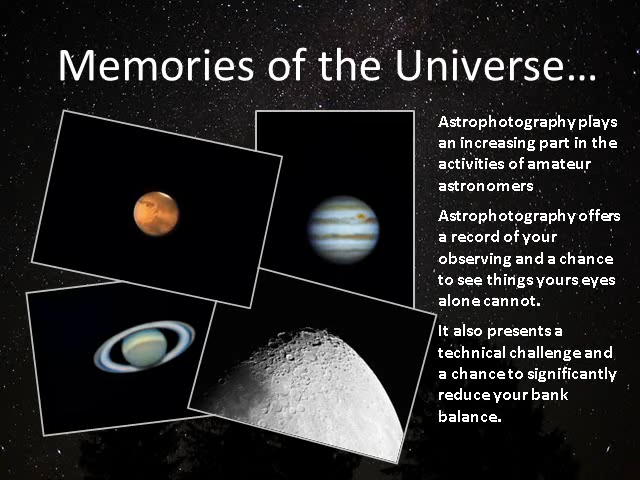 Memories of the Universe…
Astrophotography plays
an increasing part in the
activities of amateur
astronomers
Astrophotography offers
a record of your
observing and a chance
to see things yours eyes
alone cannot.
It also presents a
technical challenge and
a chance to significantly
reduce your bank
balance.